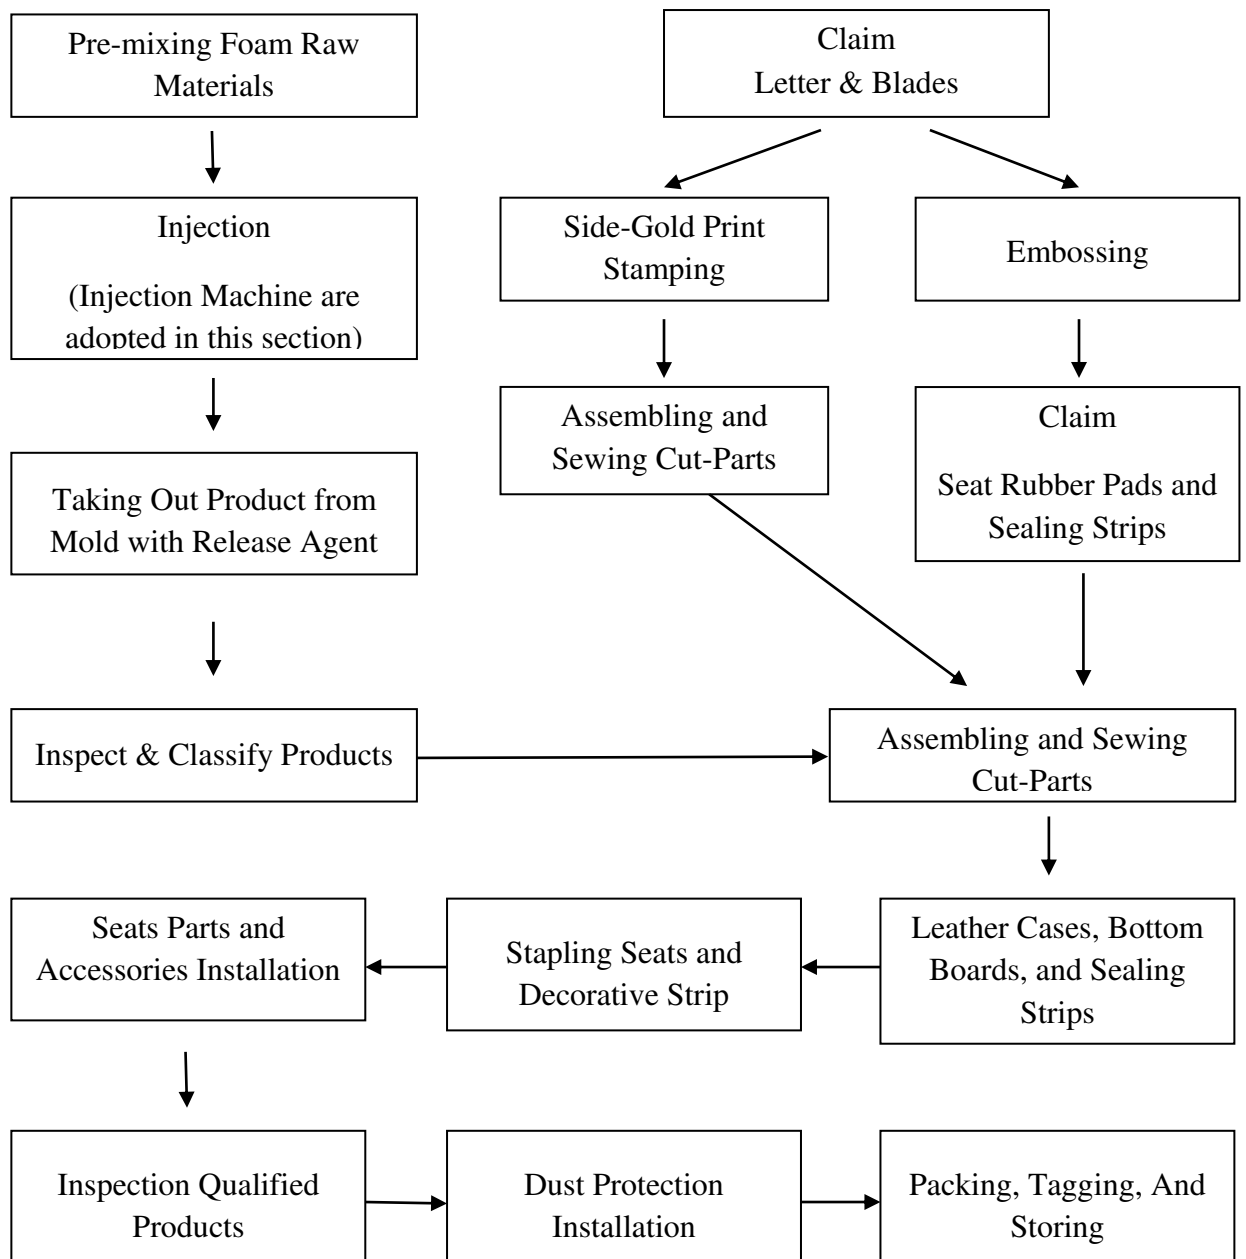 Pre-mixing Foam Raw
Materials
Claim
Letter & Blades
Injection
(Injection Machine are
adopted in this section)
Side-Gold Print
Stamping
Embossing
Assembling and
Sewing Cut-Parts
Claim
Seat Rubber Pads and
Sealing Strips
Taking Out Product from
Mold with Release Agent
Inspect & Classify Products
Assembling and Sewing
Cut-Parts
Seats Parts and
Accessories Installation
Stapling Seats and
Decorative Strip
Leather Cases, Bottom
Boards, and Sealing
Strips
Inspection Qualified
Products
Dust Protection
Installation
Packing, Tagging, And
Storing